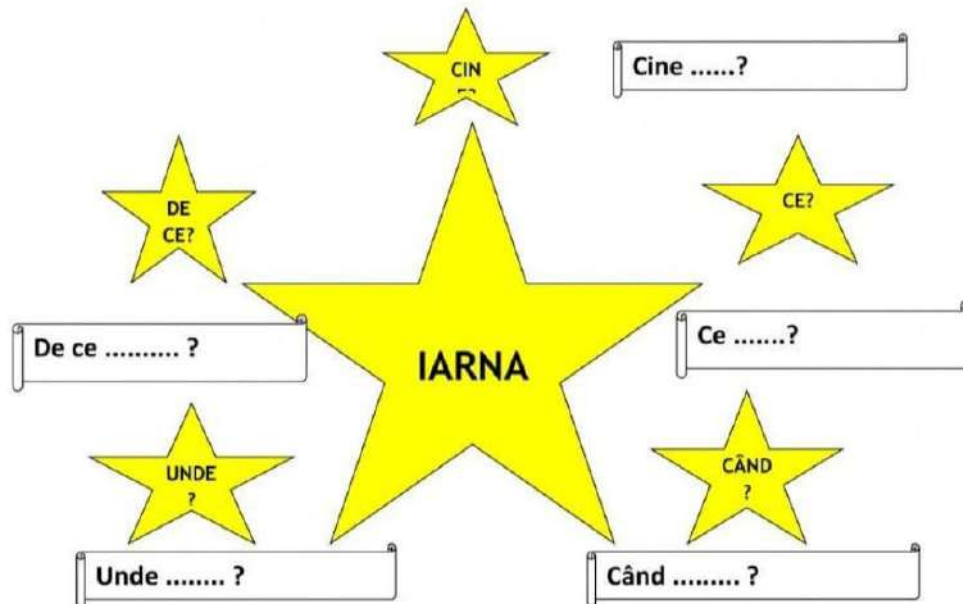 CIN
Cine ......?
DE
CE?
CE?
De ce .......... ?
IARNA
Ce .......?
UNDE
?
CÂND
?
Unde ........ ?
Când ......... ?